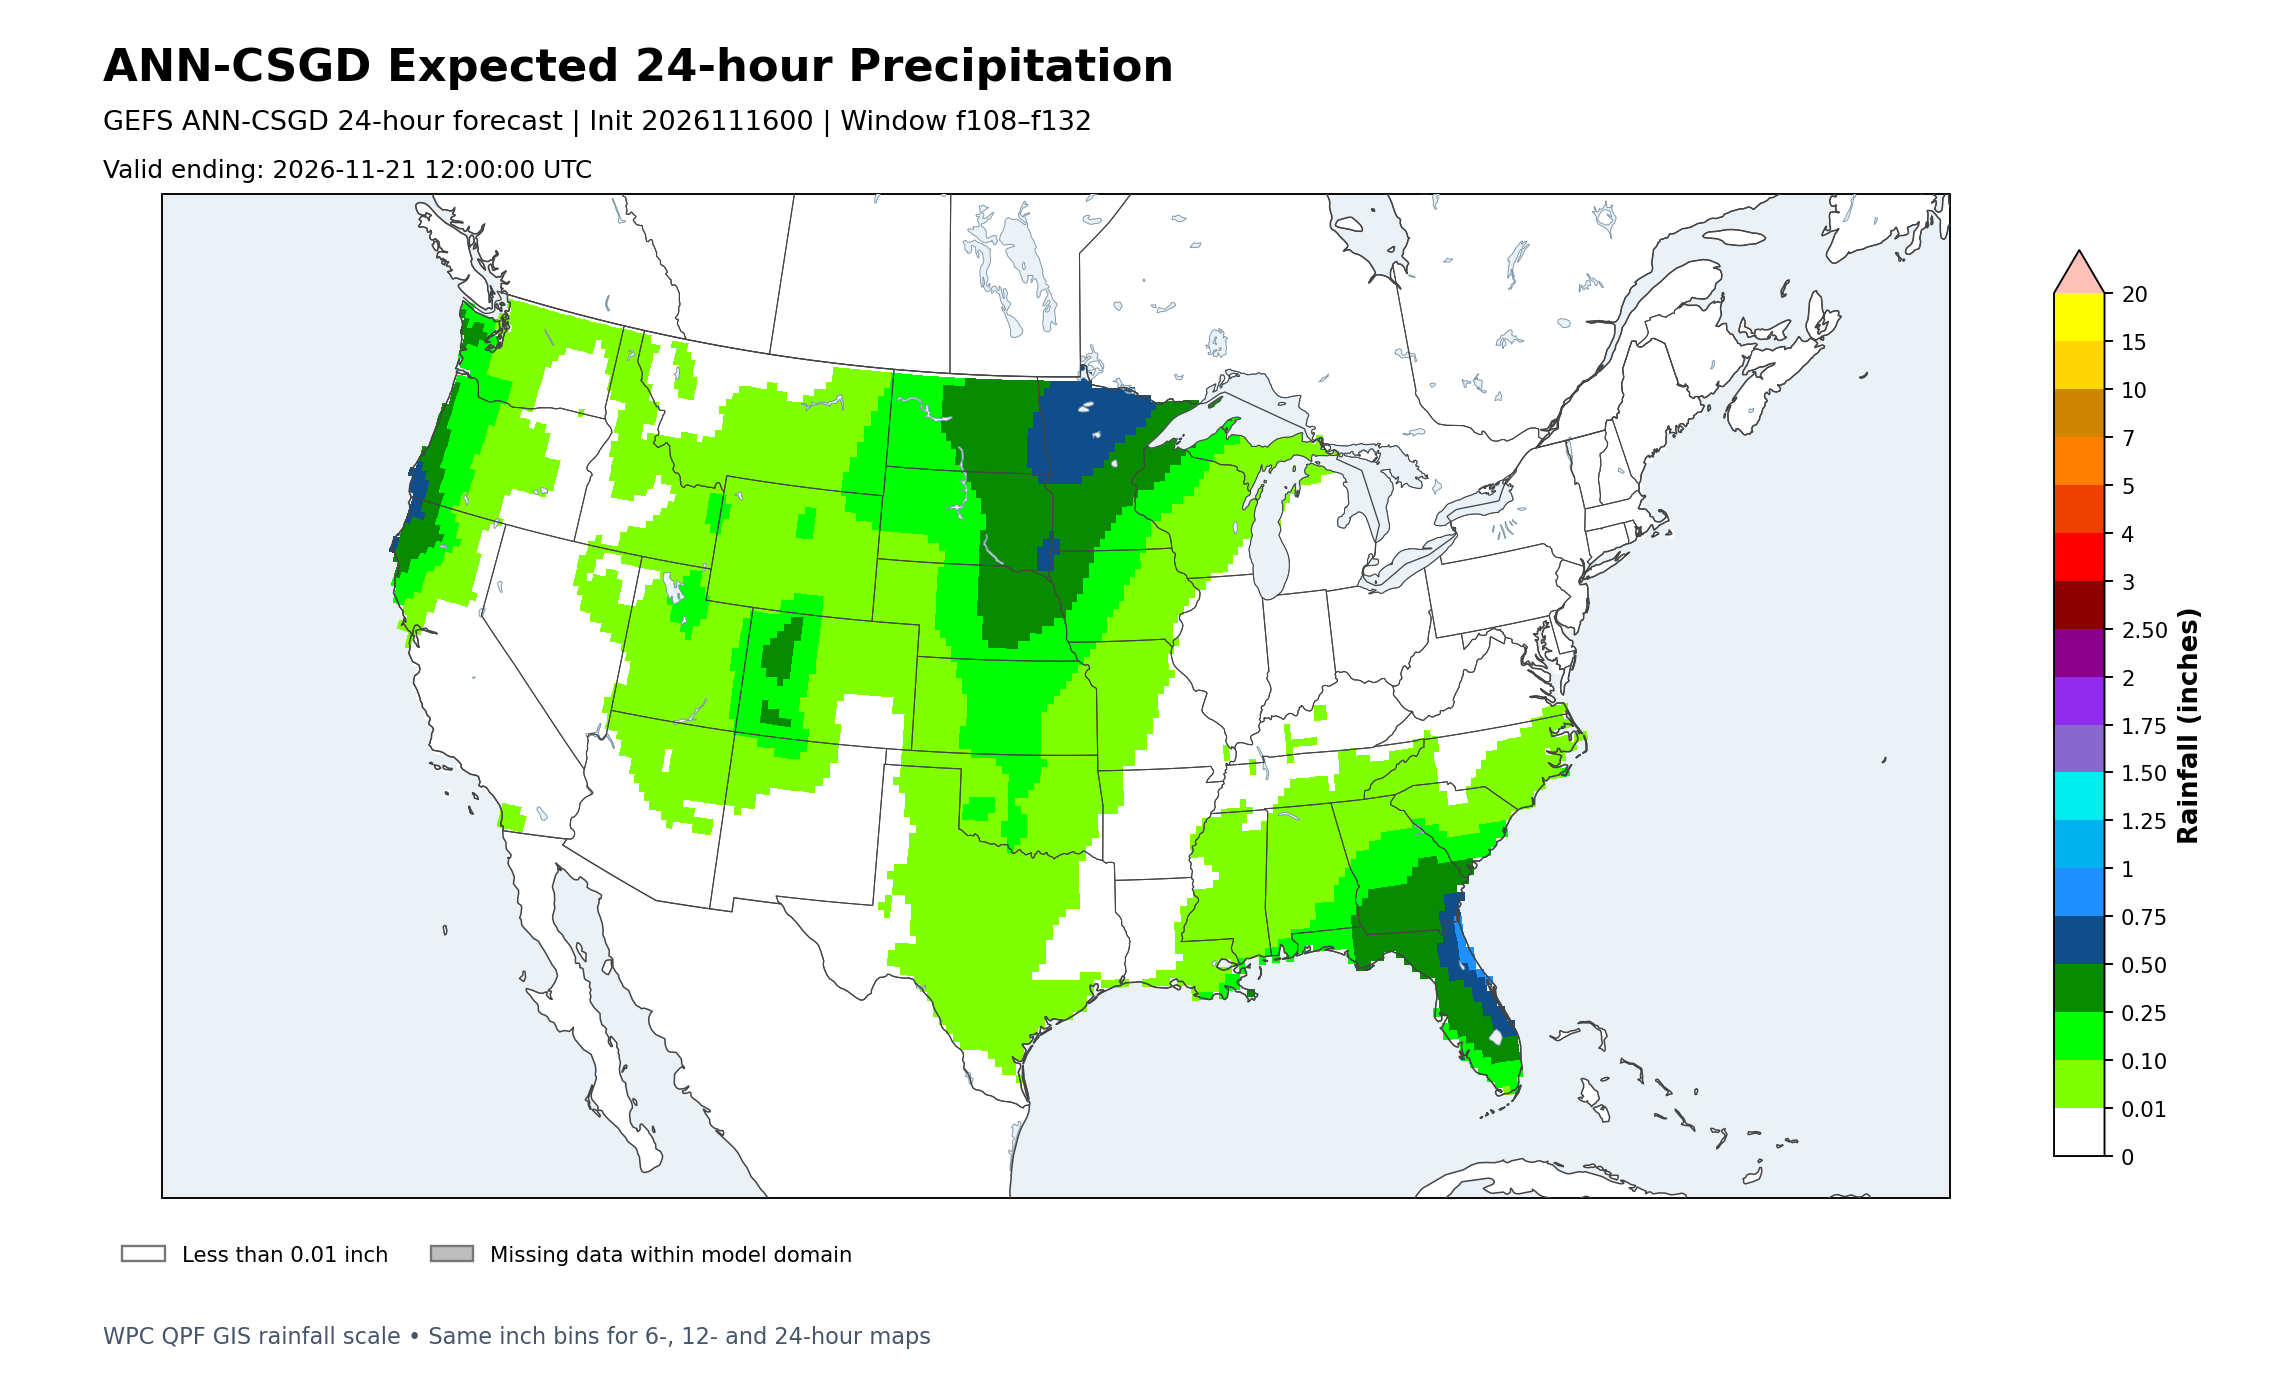 ANN-CSGD Expected 24-hour Precipitation
GEFS ANN-CSGD 24-hour forecast | Init 2026111600 | Window f108–f132
Valid ending: 2026-11-21 12:00:00 UTC
20
15
10
7
5
4
3
2.50
2
1.75
1.50
1.25
1
0.75
0.50
0.25
0.10
0.01
0
Rainfall (inches)
Less than 0.01 inch
Missing data within model domain
WPC QPF GIS rainfall scale • Same inch bins for 6-, 12- and 24-hour maps